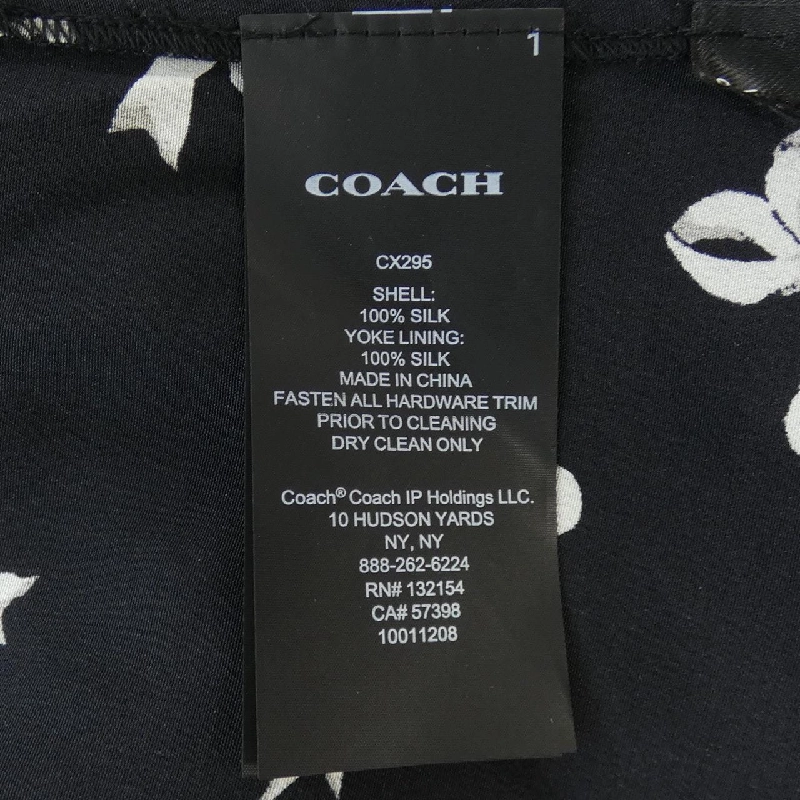 1
COACH
CX295
SHELL:
100% SILK
YOKE LINING:
100% SILK
MADE IN CHINA
FASTEN ALL HARDWARE TRIM
PRIOR TO CLEANING
DRY CLEAN ONLY
Coach® Coach IP Holdings LLC.
10 HUDSON YARDS
NY, NY
888-262-6224
RN# 132154
CA# 57398
10011208